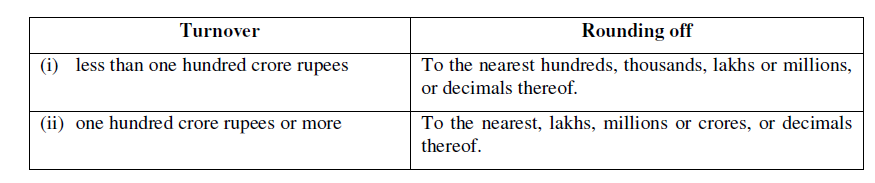 Turnover
Rounding off
(i) less than one hundred crore rupees
To the nearest hundreds, thousands, lakhs or millions,
or decimals thereof.
(ii) one hundred crore rupees or more
To the nearest, lakhs, millions or crores, or decimals
thereof.